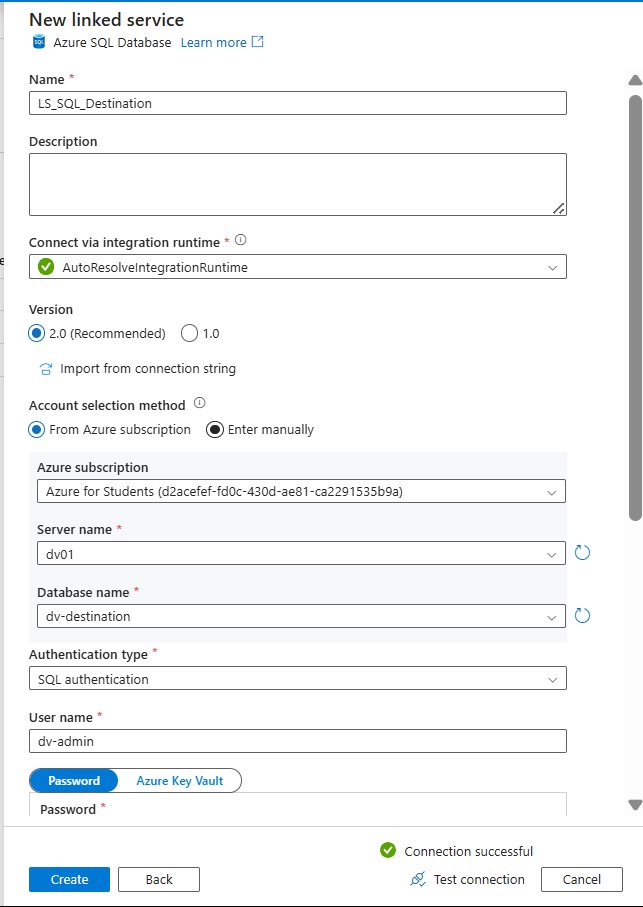 New linked service
SQL Azure SQL Database Learn more
Name *
LS_SQL_Destination
Description
Connect via integration runtime *
AutoResolveIntegrationRuntime
Version
2.0 (Recommended) 1.0
Import from connection string
Account selection method
From Azure subscription Enter manually
Azure subscription
Azure for Students (d2acefef-fd0c-430d-ae81-ca2291535b9a)
Server name *
dv01
Database name *
dv-destination
Authentication type *
SQL authentication
User name *
dv-admin
Password Azure Key Vault
Password *
Connection successful
Create Back Test connection Cancel